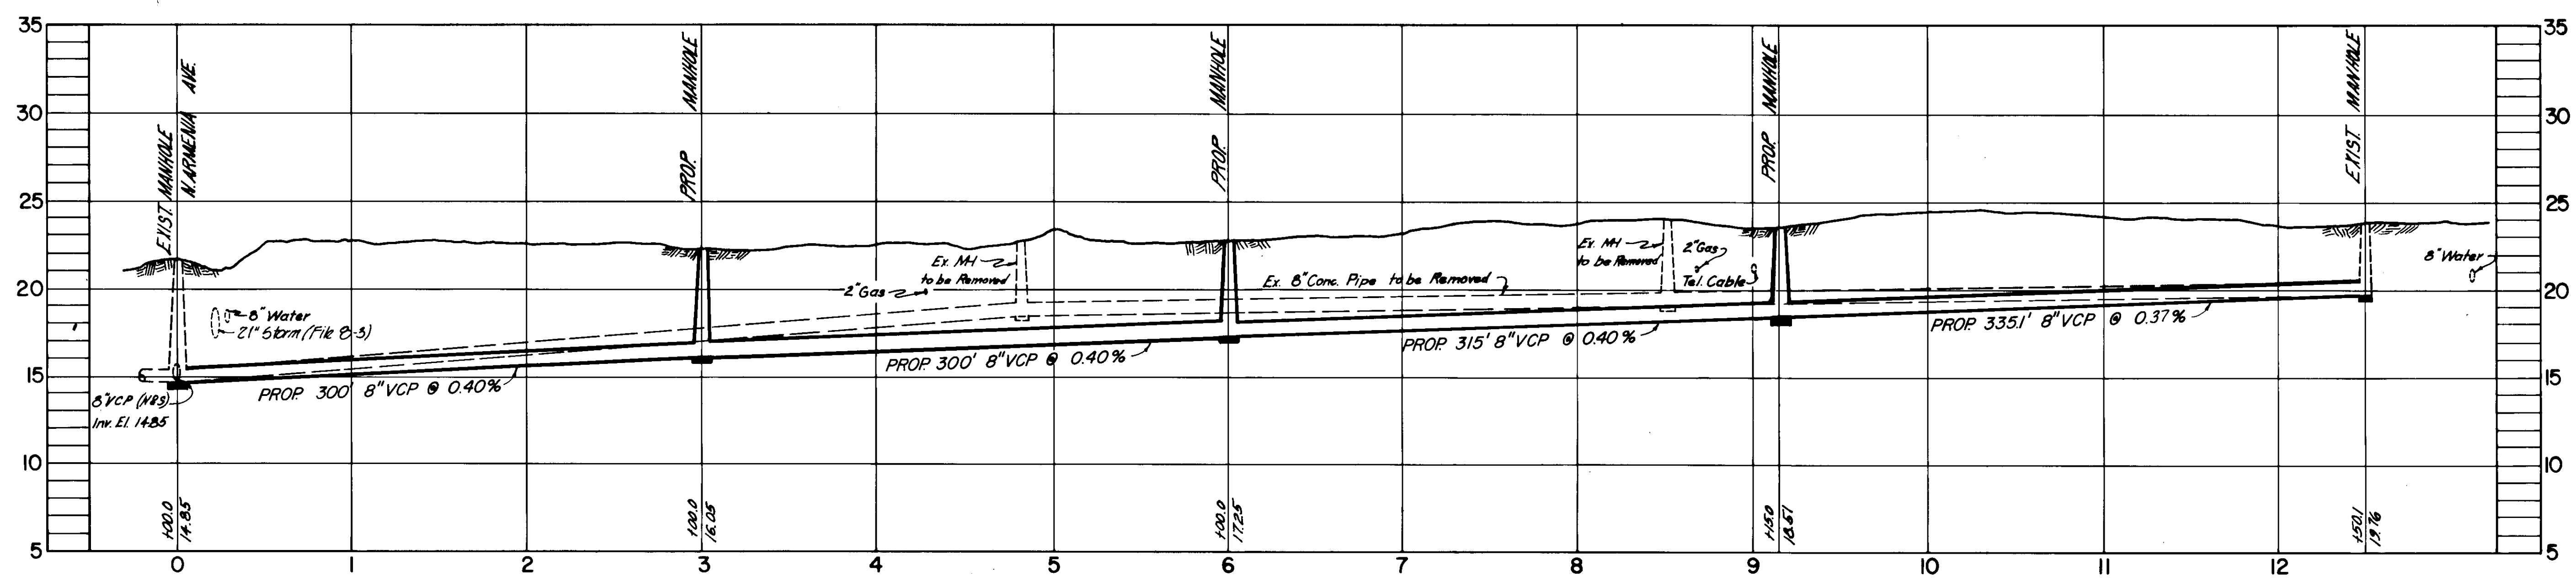 35
30
25
20
15
10
5
EXIST. MANHOLE
N. ARMENIA AVE.
PROP. MANHOLE
PROP. MANHOLE
PROP. MANHOLE
EXIST. MANHOLE
35
30
25
20
15
10
5
8" Water
21" Storm (File 8-3)
2" Gas
Ex. MH
to be Removed
Ex. 8" Conc. Pipe to be Removed
Ex. MH
to be Removed
2" Gas
Tel. Cable
8" Water
8" VCP (N&S)
Inv. El. 14.85
PROP. 300' 8" VCP @ 0.40%
PROP. 300' 8" VCP @ 0.40%
PROP. 315' 8" VCP @ 0.40%
PROP. 335.1' 8" VCP @ 0.37%
+00.0
14.85
+00.0
16.05
+00.0
17.25
+15.0
18.51
+50.1
19.76
0 1 2 3 4 5 6 7 8 9 10 11 12